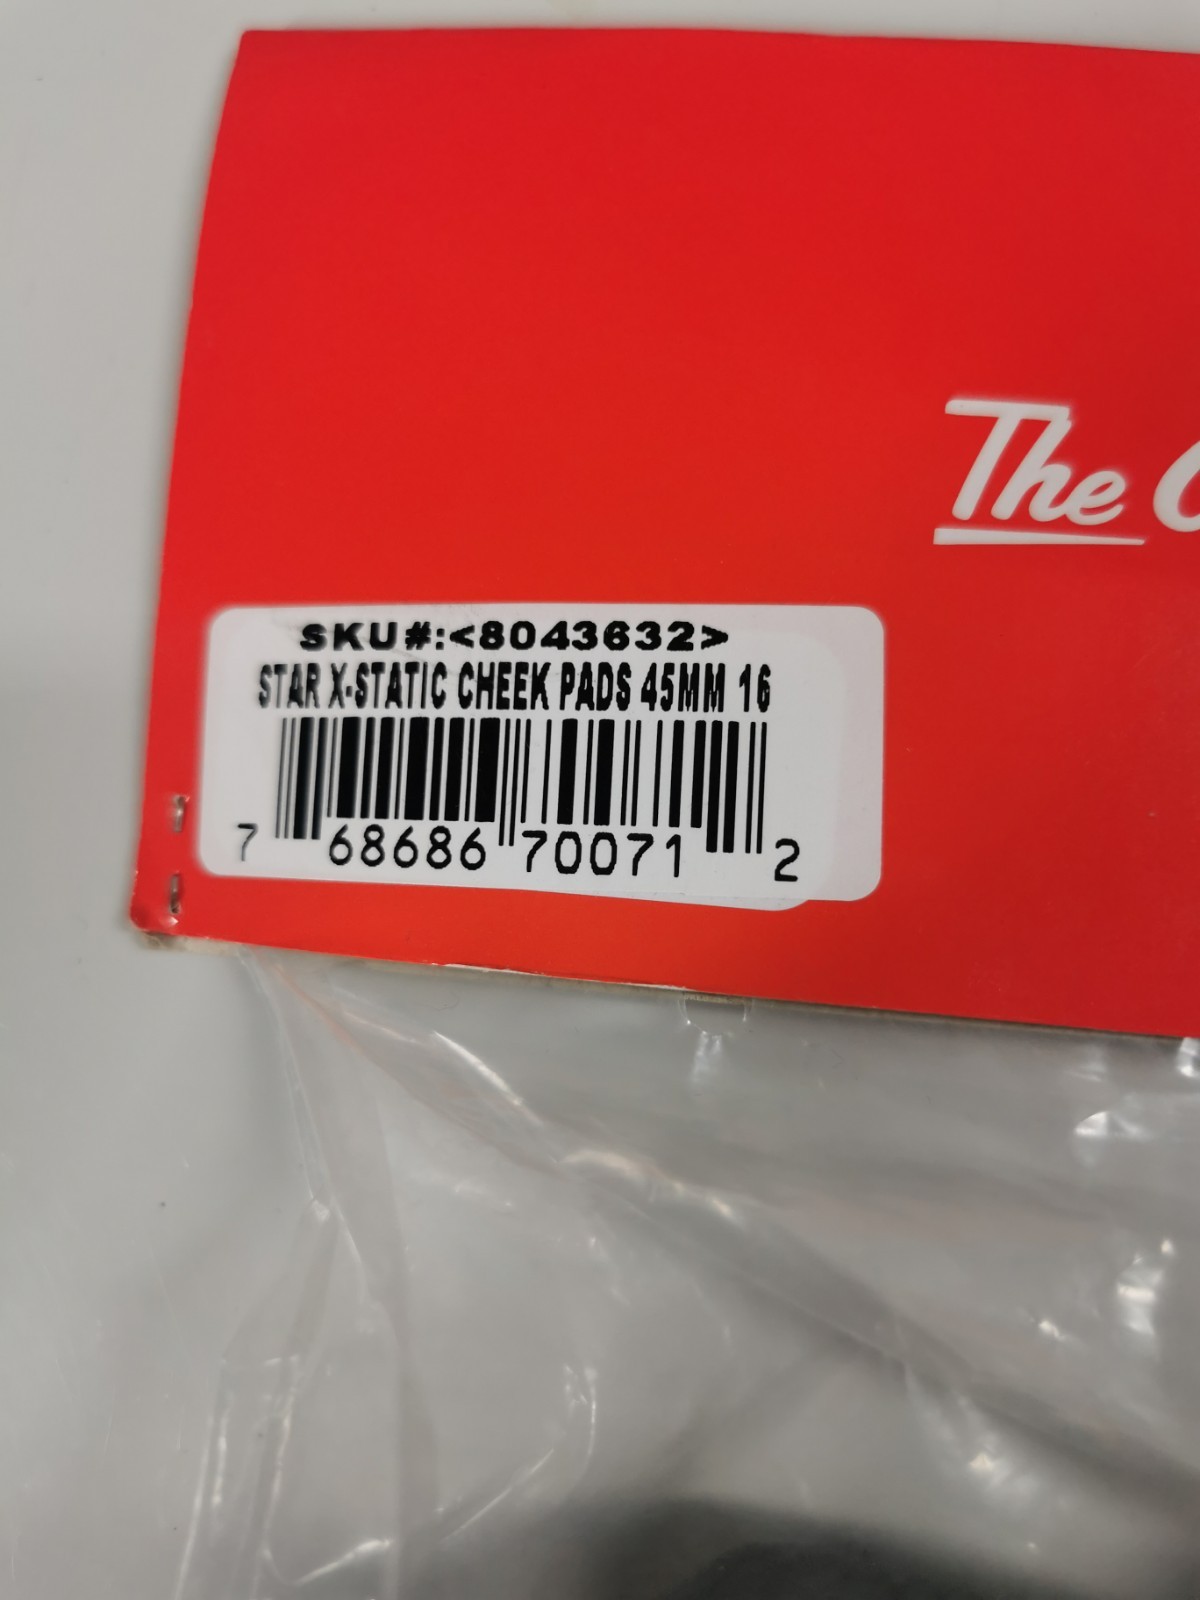 The
SKU#:<8043632>
STAR X-STATIC CHEEK PADS 45MM 16
7 68686 70071 2